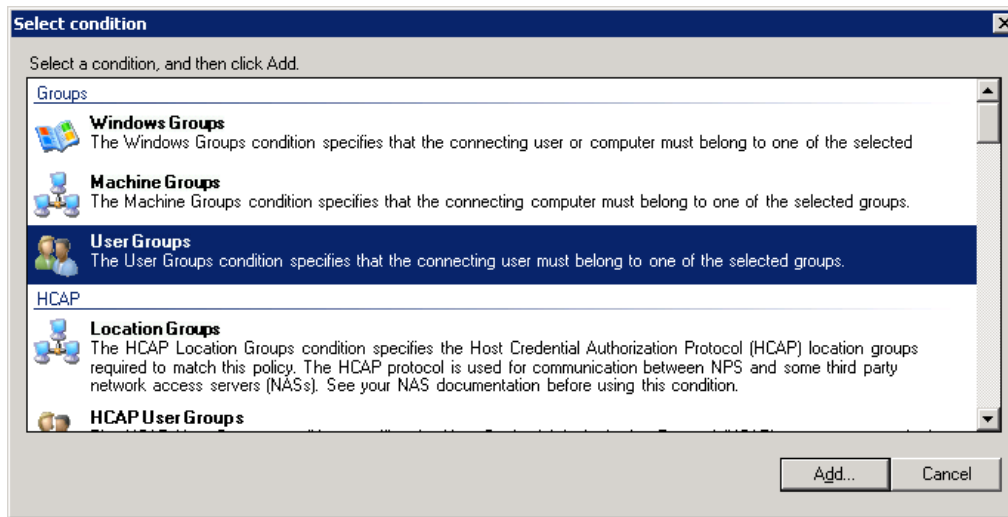 Select condition
Select a condition, and then click Add.
Groups
Windows Groups
The Windows Groups condition specifies that the connecting user or computer must belong to one of the selected
Machine Groups
The Machine Groups condition specifies that the connecting computer must belong to one of the selected groups.
User Groups
The User Groups condition specifies that the connecting user must belong to one of the selected groups.
HCAP
Location Groups
The HCAP Location Groups condition specifies the Host Credential Authorization Protocol (HCAP) location groups
required to match this policy. The HCAP protocol is used for communication between NPS and some third party
network access servers (NASs). See your NAS documentation before using this condition.
HCAP User Groups
Add...
Cancel